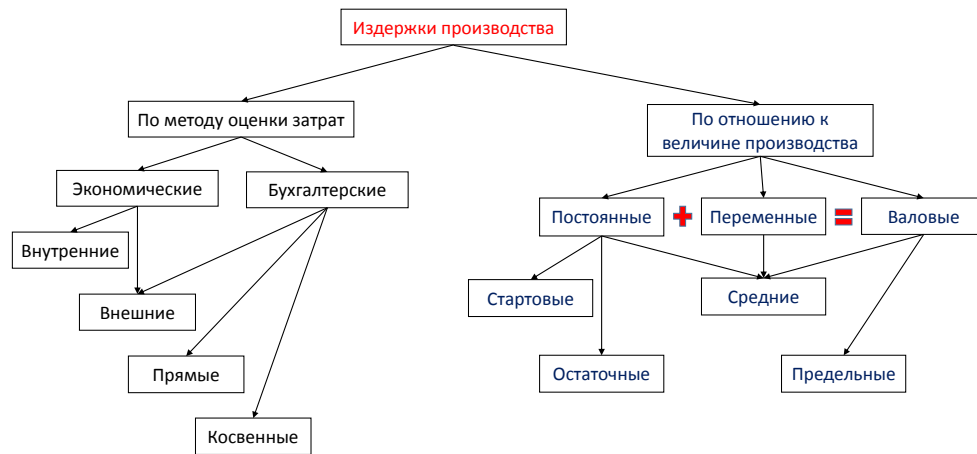 Издержки производства
По методу оценки затрат
По отношению к
величине производства
Экономические
Бухгалтерские
Постоянные + Переменные = Валовые
Внутренние
Внешние
Стартовые
Средние
Прямые
Остаточные
Предельные
Косвенные